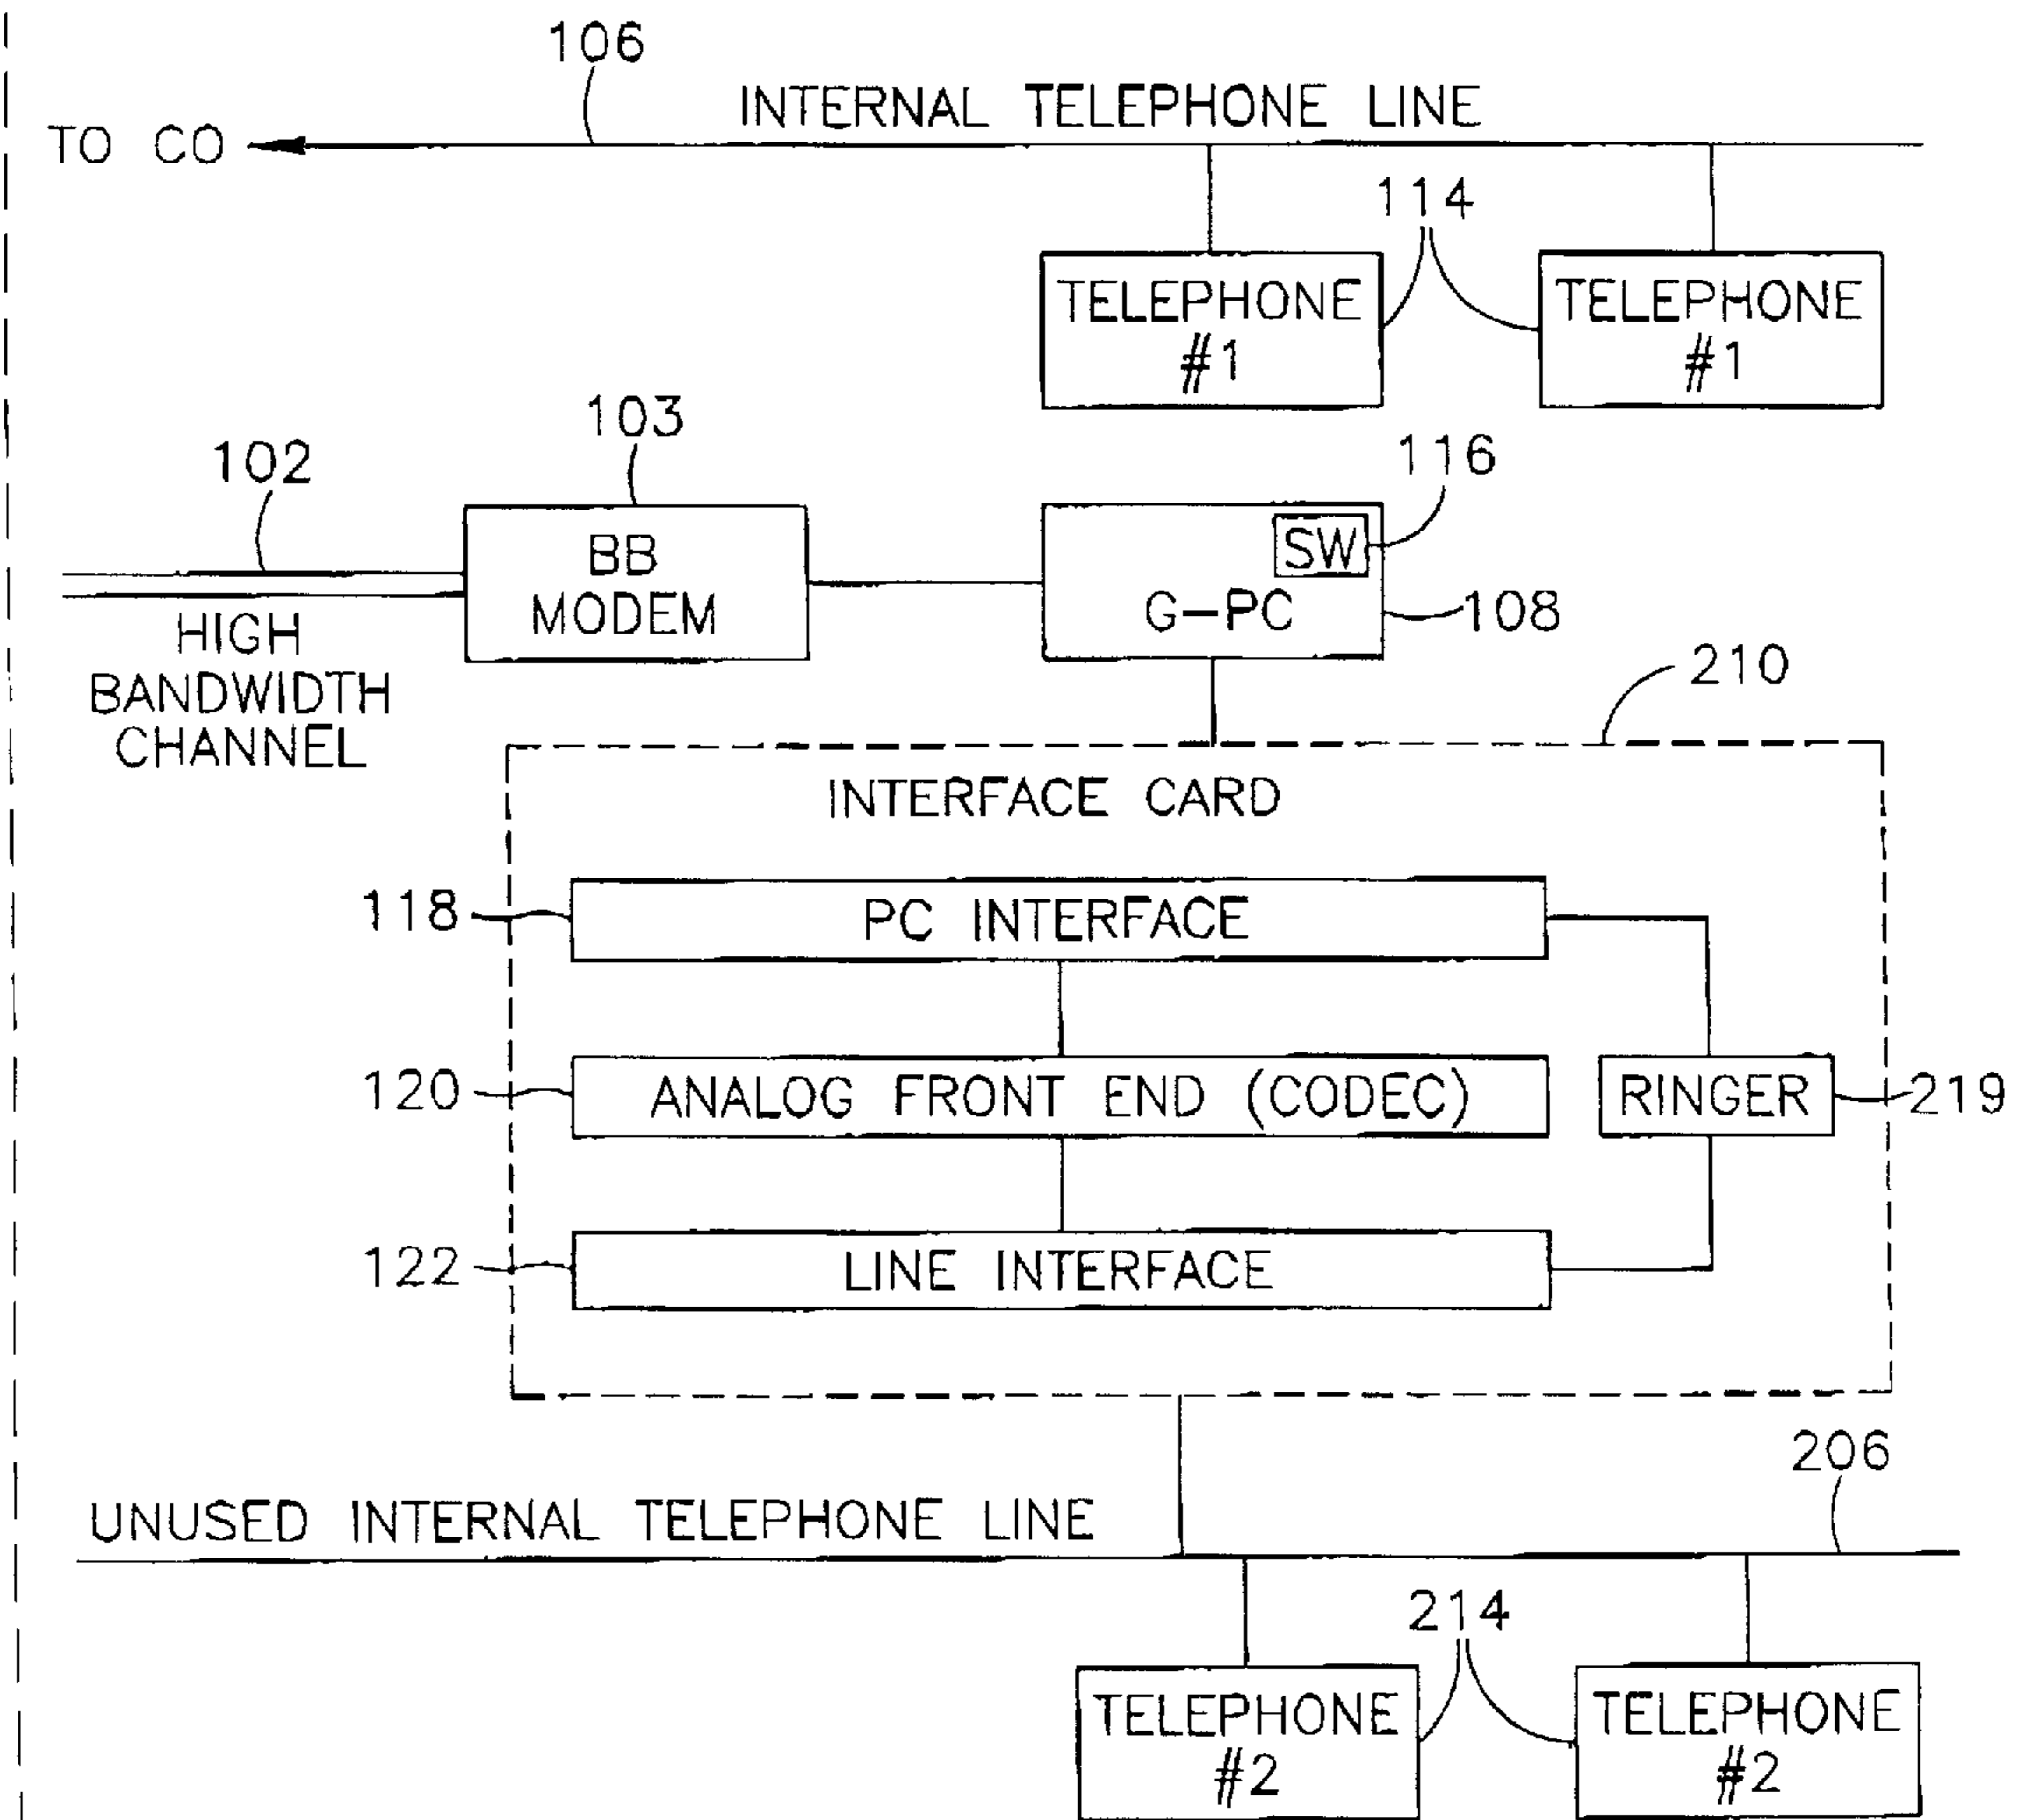 106
INTERNAL TELEPHONE LINE
TO CO
114
TELEPHONE
#1
TELEPHONE
#1
103
102
116
BB
MODEM
SW
G-PC
108
HIGH
BANDWIDTH
CHANNEL
210
INTERFACE CARD
118
PC INTERFACE
120
ANALOG FRONT END (CODEC)
RINGER
219
122
LINE INTERFACE
206
UNUSED INTERNAL TELEPHONE LINE
214
TELEPHONE
#2
TELEPHONE
#2